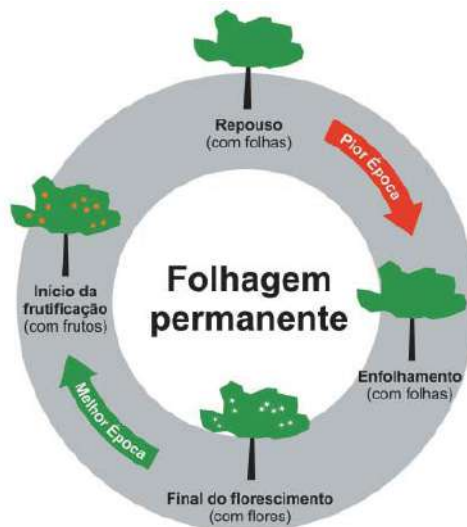 Repouso
(com folhas)
Pior Época
Enfolhamento
(com folhas)
Final do florescimento
(com flores)
Melhor Época
Início da
frutificação
(com frutos)
Folhagem
permanente